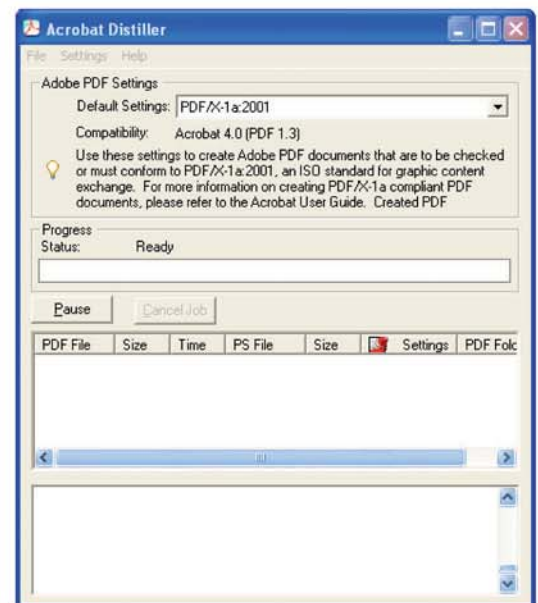 Acrobat Distiller
File Settings Help
Adobe PDF Settings
Default Settings: PDF/X-1a:2001
Compatibility: Acrobat 4.0 (PDF 1.3)
Use these settings to create Adobe PDF documents that are to be checked
or must conform to PDF/X-1a:2001, an ISO standard for graphic content
exchange. For more information on creating PDF/X-1a compliant PDF
documents, please refer to the Acrobat User Guide. Created PDF
Progress
Status: Ready
Pause Cancel Job
PDF File Size Time PS File Size Settings PDF Fold